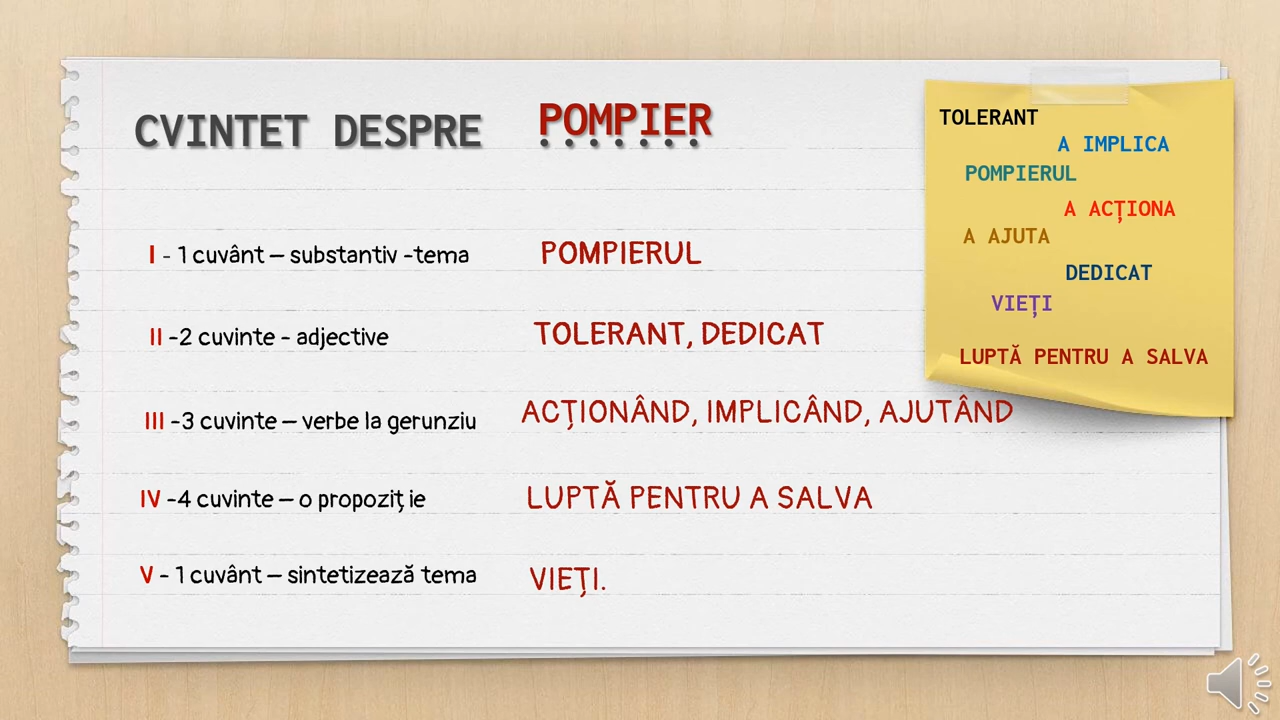 CVINTET DESPRE POMPIER
.......
I - 1 cuvânt – substantiv -tema POMPIERUL
II -2 cuvinte - adjective TOLERANT, DEDICAT
III -3 cuvinte – verbe la gerunziu ACȚIONÂND, IMPLICÂND, AJUTÂND
IV -4 cuvinte – o propoziție LUPTĂ PENTRU A SALVA
V - 1 cuvânt – sintetizează tema VIEȚI.
TOLERANT
A IMPLICA
POMPIERUL
A ACȚIONA
A AJUTA
DEDICAT
VIEȚI
LUPTĂ PENTRU A SALVA